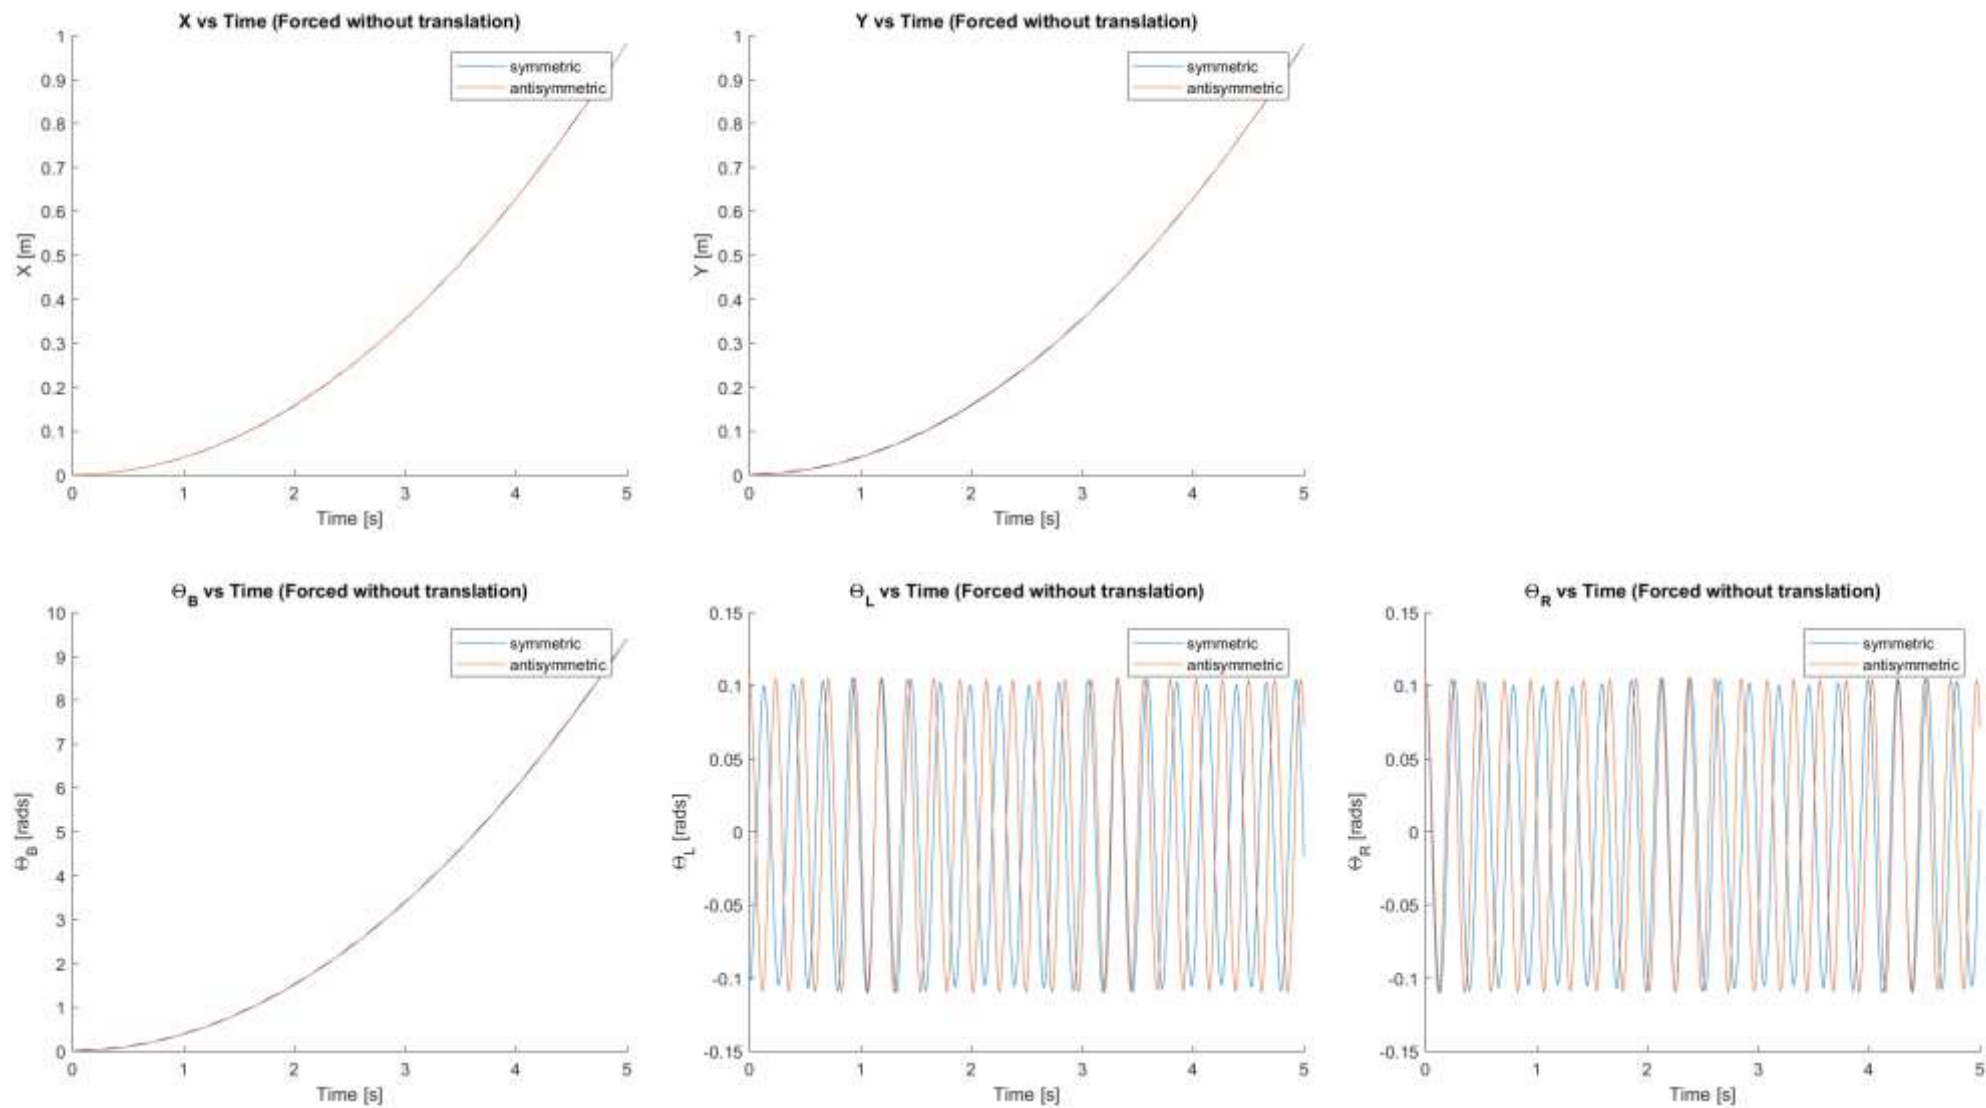 X vs Time (Forced without translation)
symmetric
antisymmetric
1
0.9
0.8
0.7
0.6
0.5
0.4
0.3
0.2
0.1
0
X [m]
0 1 2 3 4 5
Time [s]
Y vs Time (Forced without translation)
symmetric
antisymmetric
1
0.9
0.8
0.7
0.6
0.5
0.4
0.3
0.2
0.1
0
Y [m]
0 1 2 3 4 5
Time [s]
Θ_B vs Time (Forced without translation)
symmetric
antisymmetric
10
9
8
7
6
5
4
3
2
1
0
Θ_B [rads]
0 1 2 3 4 5
Time [s]
Θ_L vs Time (Forced without translation)
symmetric
antisymmetric
0.15
0.1
0.05
0
-0.05
-0.1
-0.15
Θ_L [rads]
0 1 2 3 4 5
Time [s]
Θ_R vs Time (Forced without translation)
symmetric
antisymmetric
0.15
0.1
0.05
0
-0.05
-0.1
-0.15
Θ_R [rads]
0 1 2 3 4 5
Time [s]